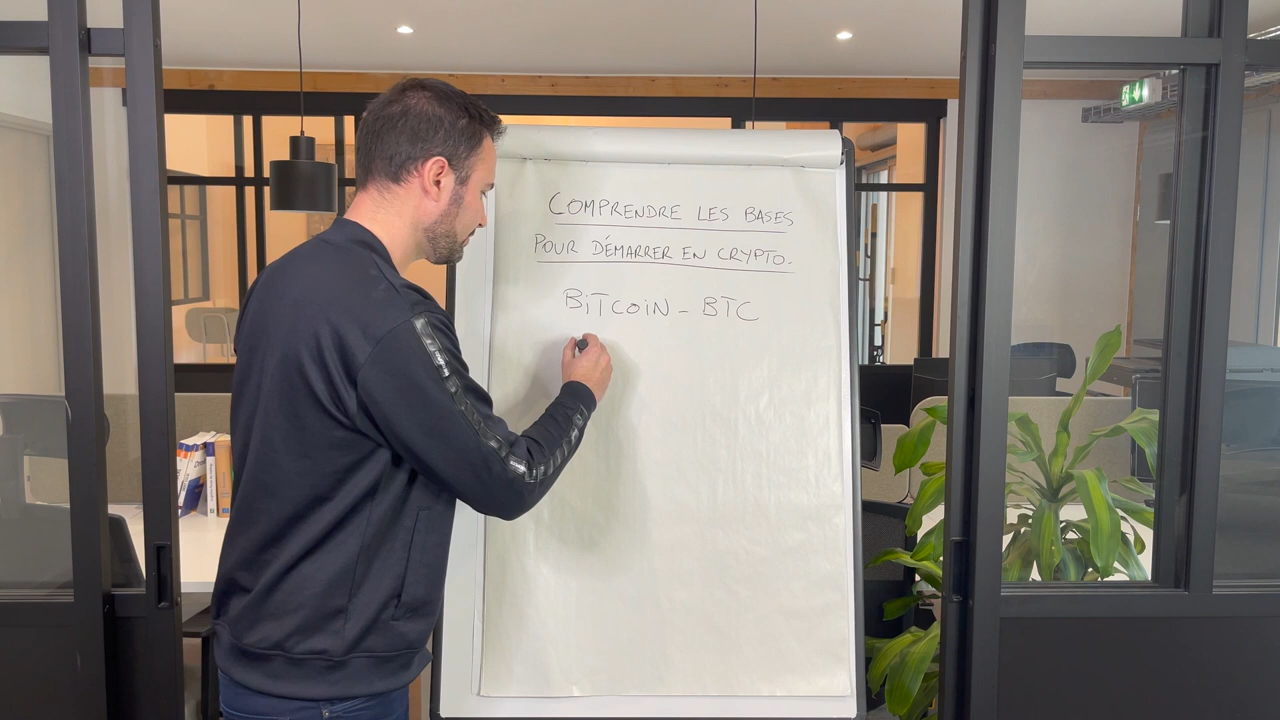 COMPRENDRE LES BASES
POUR DÉMARRER EN CRYPTO.
BiTCOiN - BTC